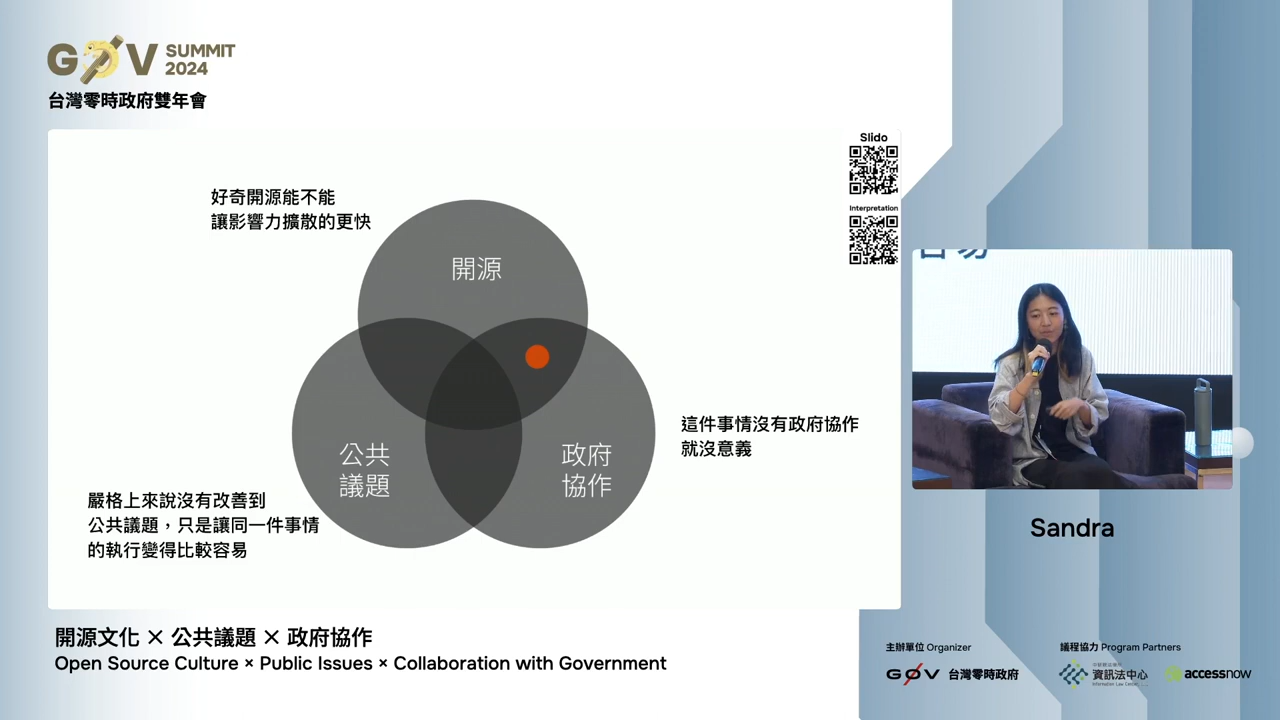 G0V SUMMIT
2024
台灣零時政府雙年會
Slido
Interpretation
好奇開源能不能
讓影響力擴散的更快
開源
公共
議題
政府
協作
這件事情沒有政府協作
就沒意義
嚴格上來說沒有改善到
公共議題，只是讓同一件事情
的執行變得比較容易
Sandra
開源文化 × 公共議題 × 政府協作
Open Source Culture × Public Issues × Collaboration with Government
主辦單位 Organizer
G0V 台灣零時政府
議程協力 Program Partners
資訊法中心
Information Law Center
accessnow